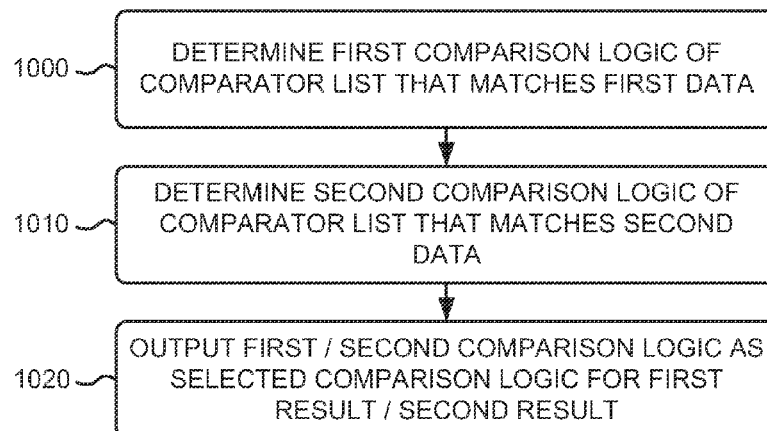 1000
DETERMINE FIRST COMPARISON LOGIC OF
COMPARATOR LIST THAT MATCHES FIRST DATA
1010
DETERMINE SECOND COMPARISON LOGIC OF
COMPARATOR LIST THAT MATCHES SECOND
DATA
1020
OUTPUT FIRST / SECOND COMPARISON LOGIC AS
SELECTED COMPARISON LOGIC FOR FIRST
RESULT / SECOND RESULT